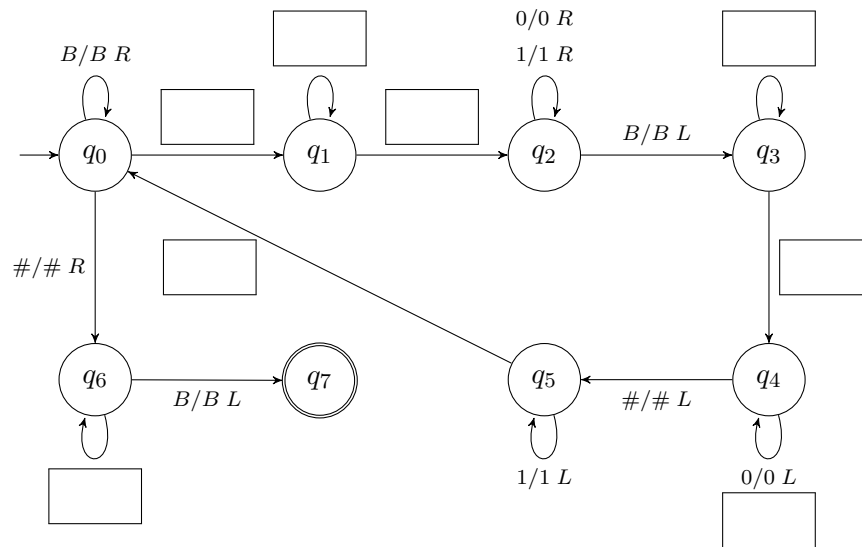 0/0 R
B/B R
1/1 R
q0
q1
q2
B/B L
q3
#/# R
q6
B/B L
q7
q5
#/# L
q4
1/1 L
0/0 L